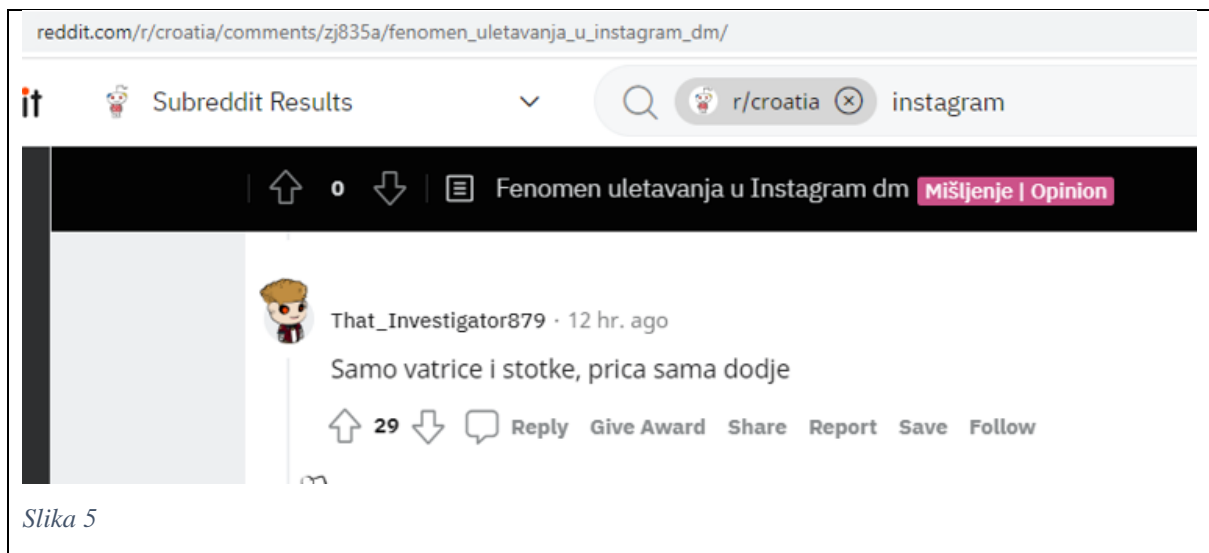 reddit.com/r/croatia/comments/zj835a/fenomen_uletavanja_u_instagram_dm/
it Subreddit Results r/croatia instagram
0 Fenomen uletavanja u Instagram dm Mišljenje | Opinion
That_Investigator879 · 12 hr. ago
Samo vatrice i stotke, prica sama dodje
29 Reply Give Award Share Report Save Follow
Slika 5